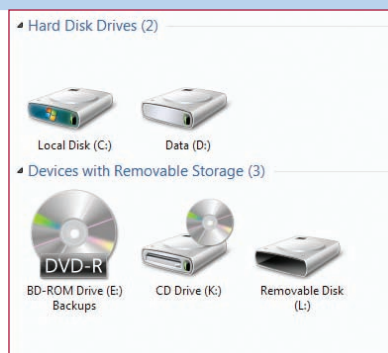 Hard Disk Drives (2)
Local Disk (C:)
Data (D:)
Devices with Removable Storage (3)
DVD-R
BD-ROM Drive (E:)
Backups
CD Drive (K:)
Removable Disk
(L:)